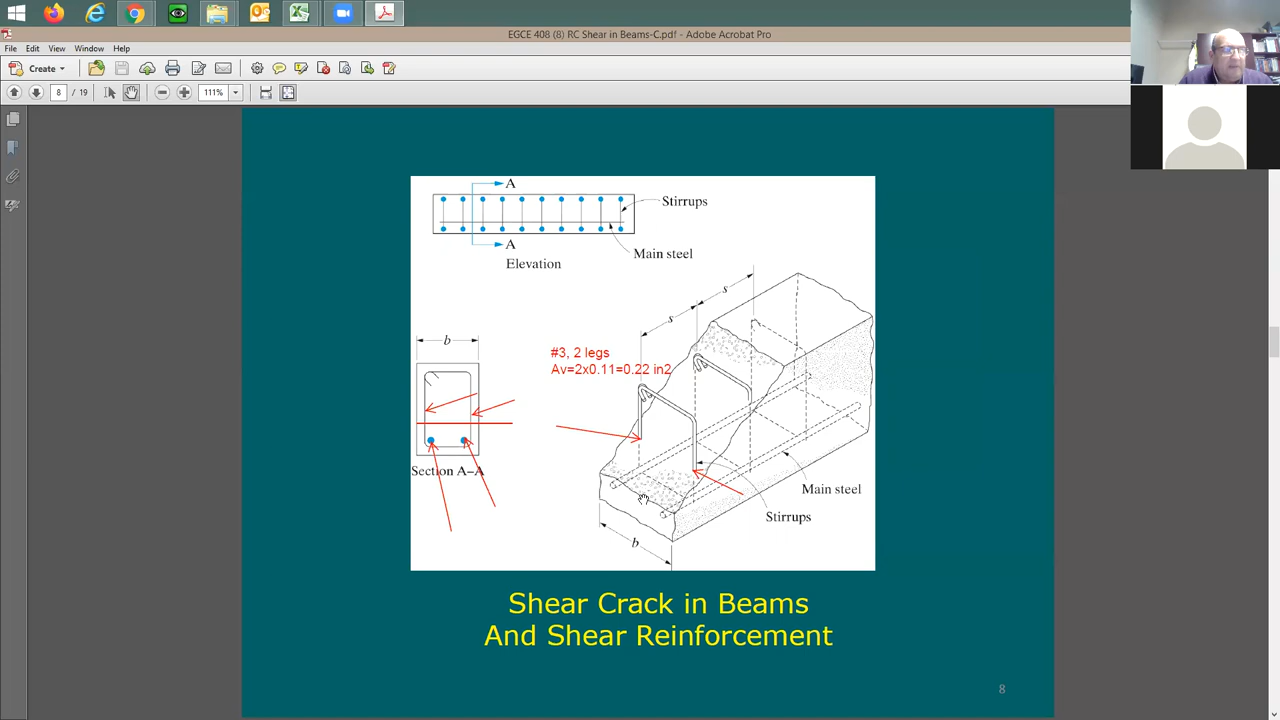 EGCE 408 (8) RC Shear in Beams-C.pdf - Adobe Acrobat Pro
File Edit View Window Help
Create
8 / 19 111%
A
Stirrups
A
Main steel
Elevation
s
s
b
#3, 2 legs
Av=2x0.11=0.22 in2
Section A–A
Main steel
Stirrups
b
Shear Crack in Beams
And Shear Reinforcement
8